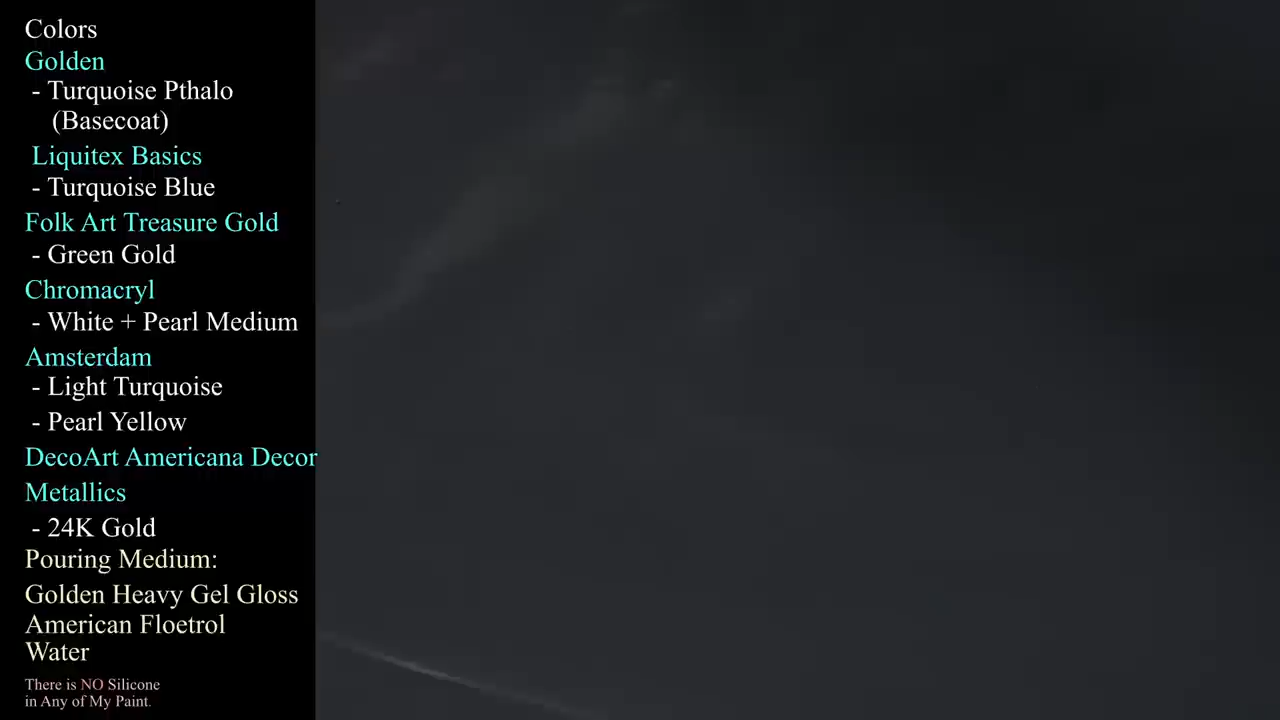 Colors
Golden
- Turquoise Pthalo
(Basecoat)
Liquitex Basics
- Turquoise Blue
Folk Art Treasure Gold
- Green Gold
Chromacryl
- White + Pearl Medium
Amsterdam
- Light Turquoise
- Pearl Yellow
DecoArt Americana Decor
Metallics
- 24K Gold
Pouring Medium:
Golden Heavy Gel Gloss
American Floetrol
Water
There is NO Silicone
in Any of My Paint.